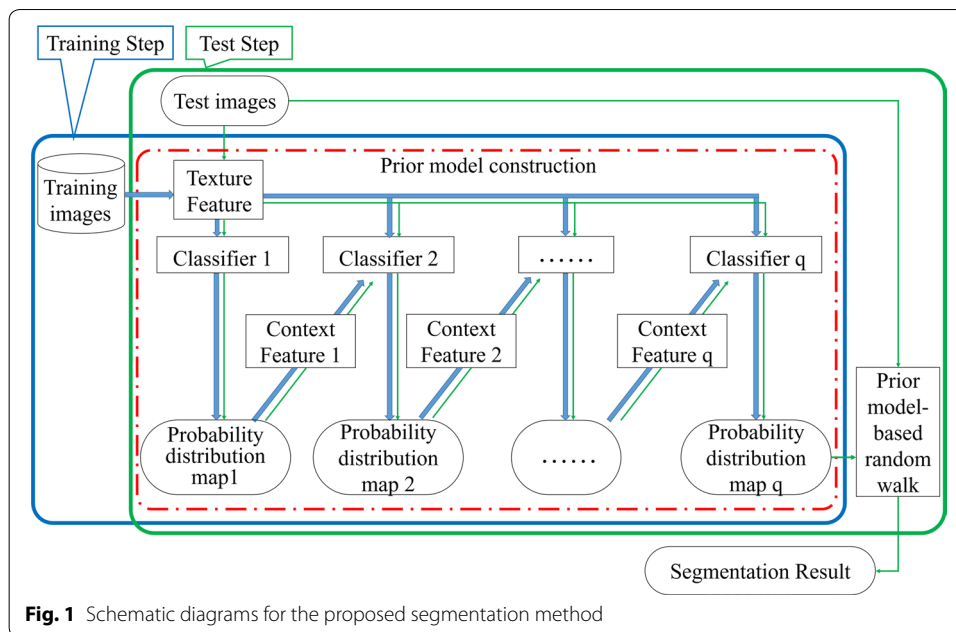 Training Step
Test Step
Test images
Prior model construction
Training
images
Texture
Feature
Classifier 1
Classifier 2
......
Classifier q
Context
Feature 1
Context
Feature 2
Context
Feature q
Probability
distribution
map1
Probability
distribution
map 2
......
Probability
distribution
map q
Prior
model-
based
random
walk
Segmentation Result
Fig. 1 Schematic diagrams for the proposed segmentation method